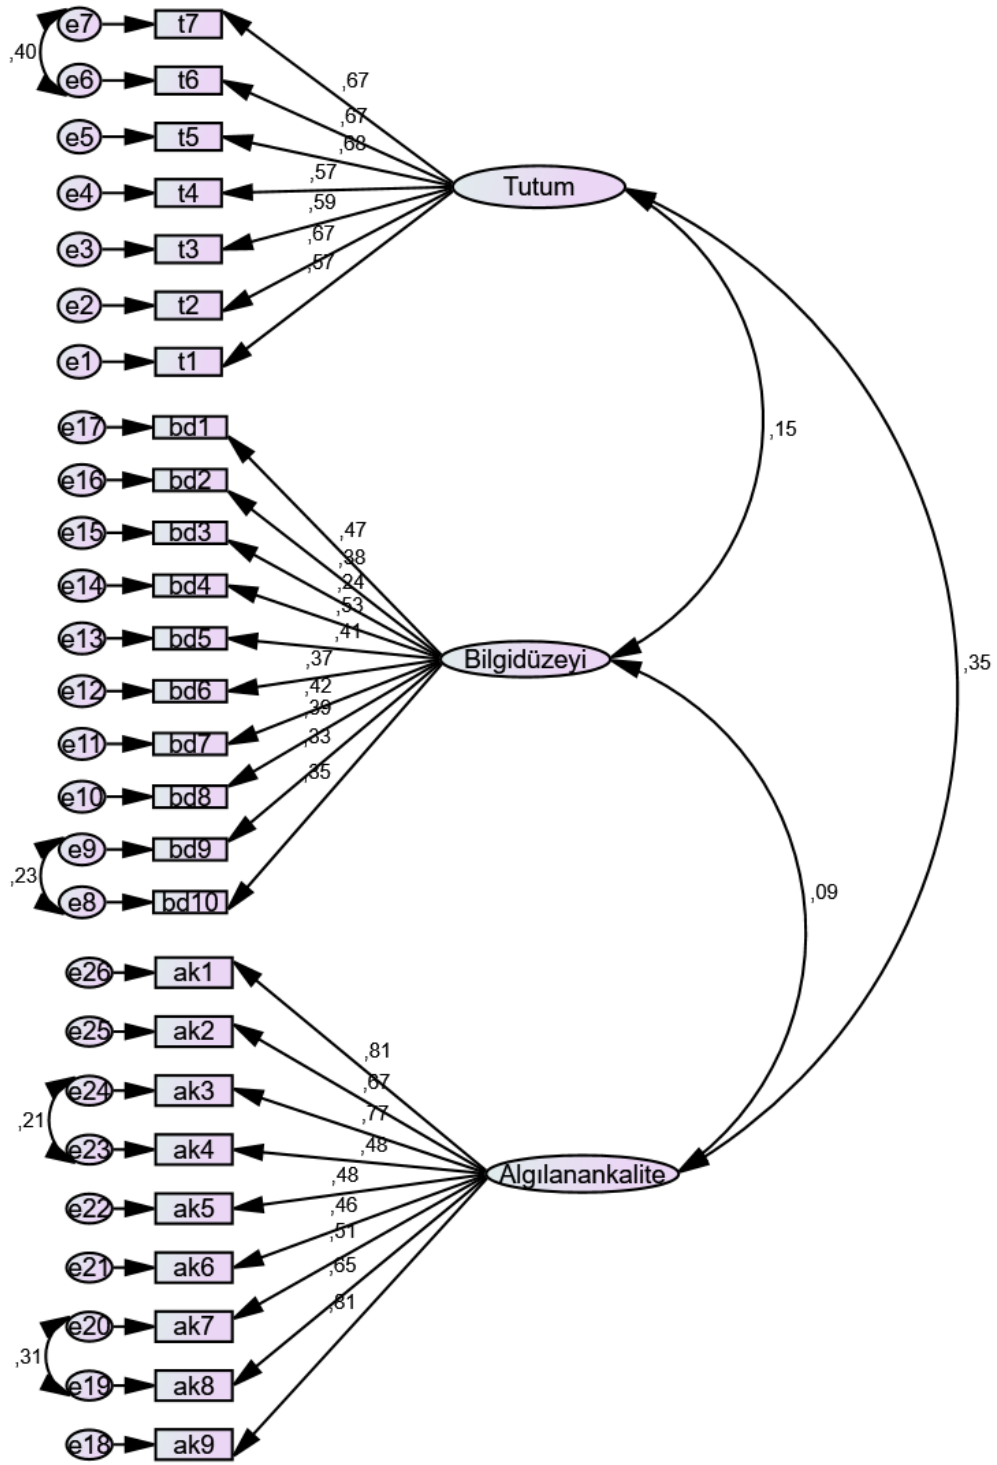 e7 t7
,40
,67
e6 t6
,67
e5 t5
,68
e4 t4
,57
Tutum
e3 t3
,59
,67
e2 t2
,57
e1 t1
e17 bd1
,15
e16 bd2
e15 bd3
,47
,38
e14 bd4
,24
,53
e13 bd5
,41
Bilgidüzeyi
,35
e12 bd6
,37
,42
e11 bd7
,39
,33
e10 bd8
,35
e9 bd9
,23
,09
e8 bd10
e26 ak1
e25 ak2
,81
e24 ak3
,67
,21
,77
e23 ak4
,48
Algılanankalite
,48
e22 ak5
,46
,51
e21 ak6
,65
,81
e20 ak7
,31
e19 ak8
e18 ak9